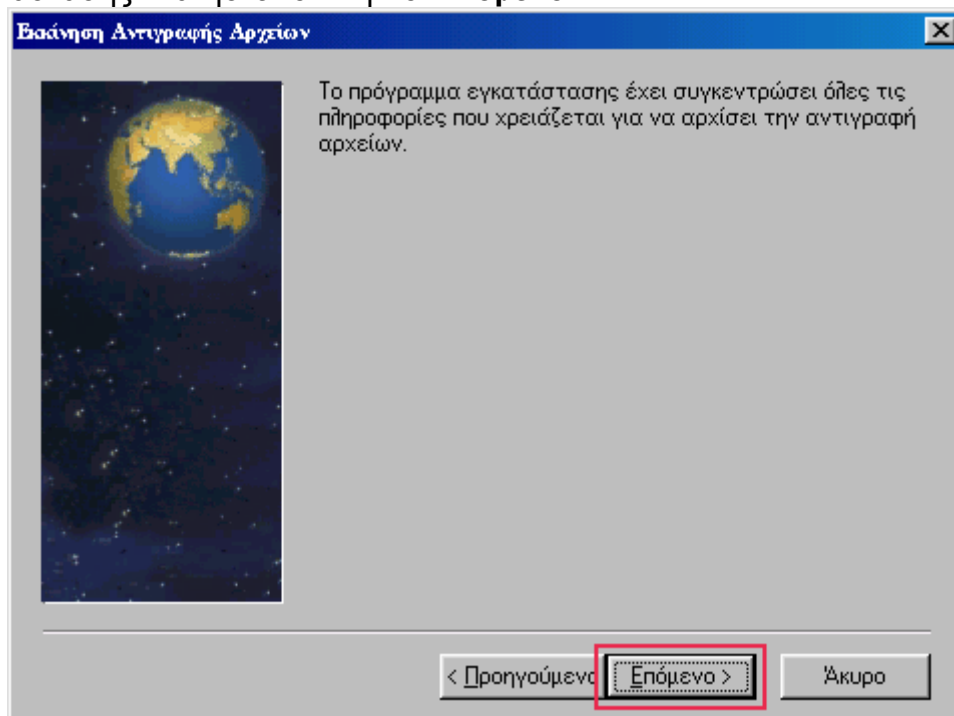 Εκκίνηση Αντιγραφής Αρχείων
Το πρόγραμμα εγκατάστασης έχει συγκεντρώσει όλες τις
πληροφορίες που χρειάζεται για να αρχίσει την αντιγραφή
αρχείων.
< Προηγούμενο Επόμενο > Άκυρο